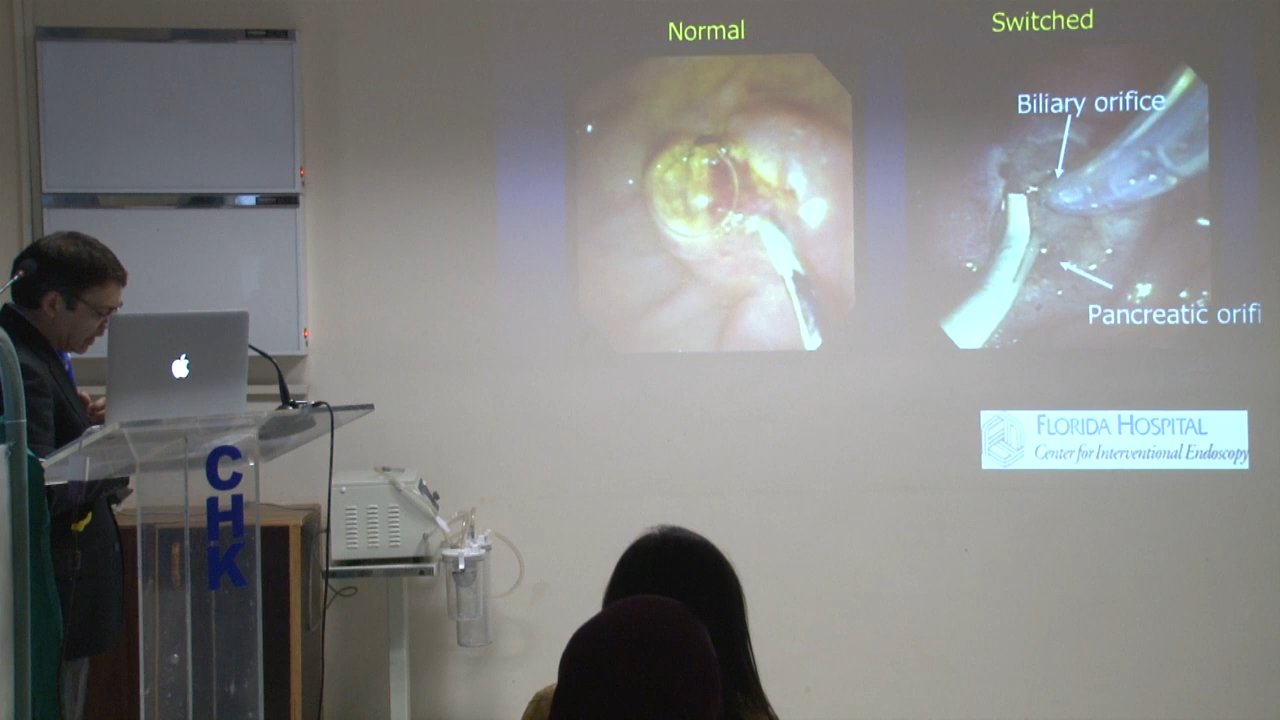 Normal
Switched
Biliary orifice
Pancreatic orifi
FLORIDA HOSPITAL
Center for Interventional Endoscopy
CHK